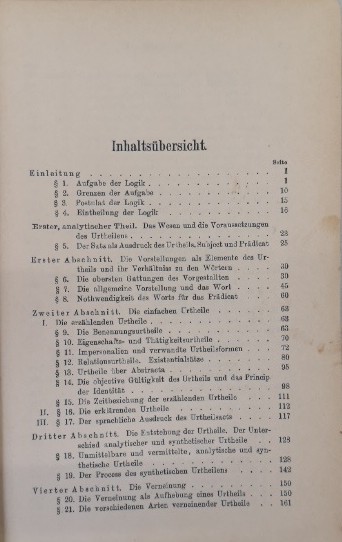 Inhaltsübersicht.
Seite
Einleitung . . . . . . . . . . 1
§ 1. Aufgabe der Logik . . . . . . . . . . 1
§ 2. Grenzen der Aufgabe . . . . . . . . . . 10
§ 3. Postulat der Logik . . . . . . . . . . 15
§ 4. Eintheilung der Logik . . . . . . . . . . 16
Erster, analytischer Theil. Das Wesen und die Voraussetzungen
des Urtheilens . . . . . . . . . . 23
§ 5. Der Satz als Ausdruck des Urtheils. Subject und Prädicat 25
Erster Abschnitt. Die Vorstellungen als Elemente des Ur-
theils und ihr Verhältniss zu den Wörtern . . . . 30
§ 6. Die obersten Gattungen des Vorgestellten . . . . 30
§ 7. Die allgemeine Vorstellung und das Wort . . . . 45
§ 8. Nothwendigkeit des Worts für das Prädicat . . . . 60
Zweiter Abschnitt. Die einfachen Urtheile . . . . 63
I. Die erzählenden Urtheile . . . . . . . . 63
§ 9. Die Benennungsurtheile . . . . . . . . 63
§ 10. Eigenschafts- und Thätigkeitsurtheile . . . . 70
§ 11. Impersonalien und verwandte Urtheilsformen . . . . 72
§ 12. Relationsurtheile. Existentialsätze . . . . 80
§ 13. Urtheile über Abstracta . . . . . . 95
§ 14. Die objective Gültigkeit des Urtheils und das Princip
der Identität . . . . . . . . 98
§ 15. Die Zeitbeziehung der erzählenden Urtheile . . . . 111
II. § 16. Die erklärenden Urtheile . . . . . . 112
III. § 17. Der sprachliche Ausdruck des Urtheilsacts . . . . 117
Dritter Abschnitt. Die Entstehung der Urtheile. Der Unter-
schied analytischer und synthetischer Urtheile . . 128
§ 18. Unmittelbare und vermittelte, analytische und syn-
thetische Urtheile . . . . . . . . 128
§ 19. Der Process des synthetischen Urtheilens . . . . 142
Vierter Abschnitt. Die Verneinung . . . . . . 150
§ 20. Die Verneinung als Aufhebung eines Urtheils . . . . 150
§ 21. Die verschiedenen Arten verneinender Urtheile . . 161